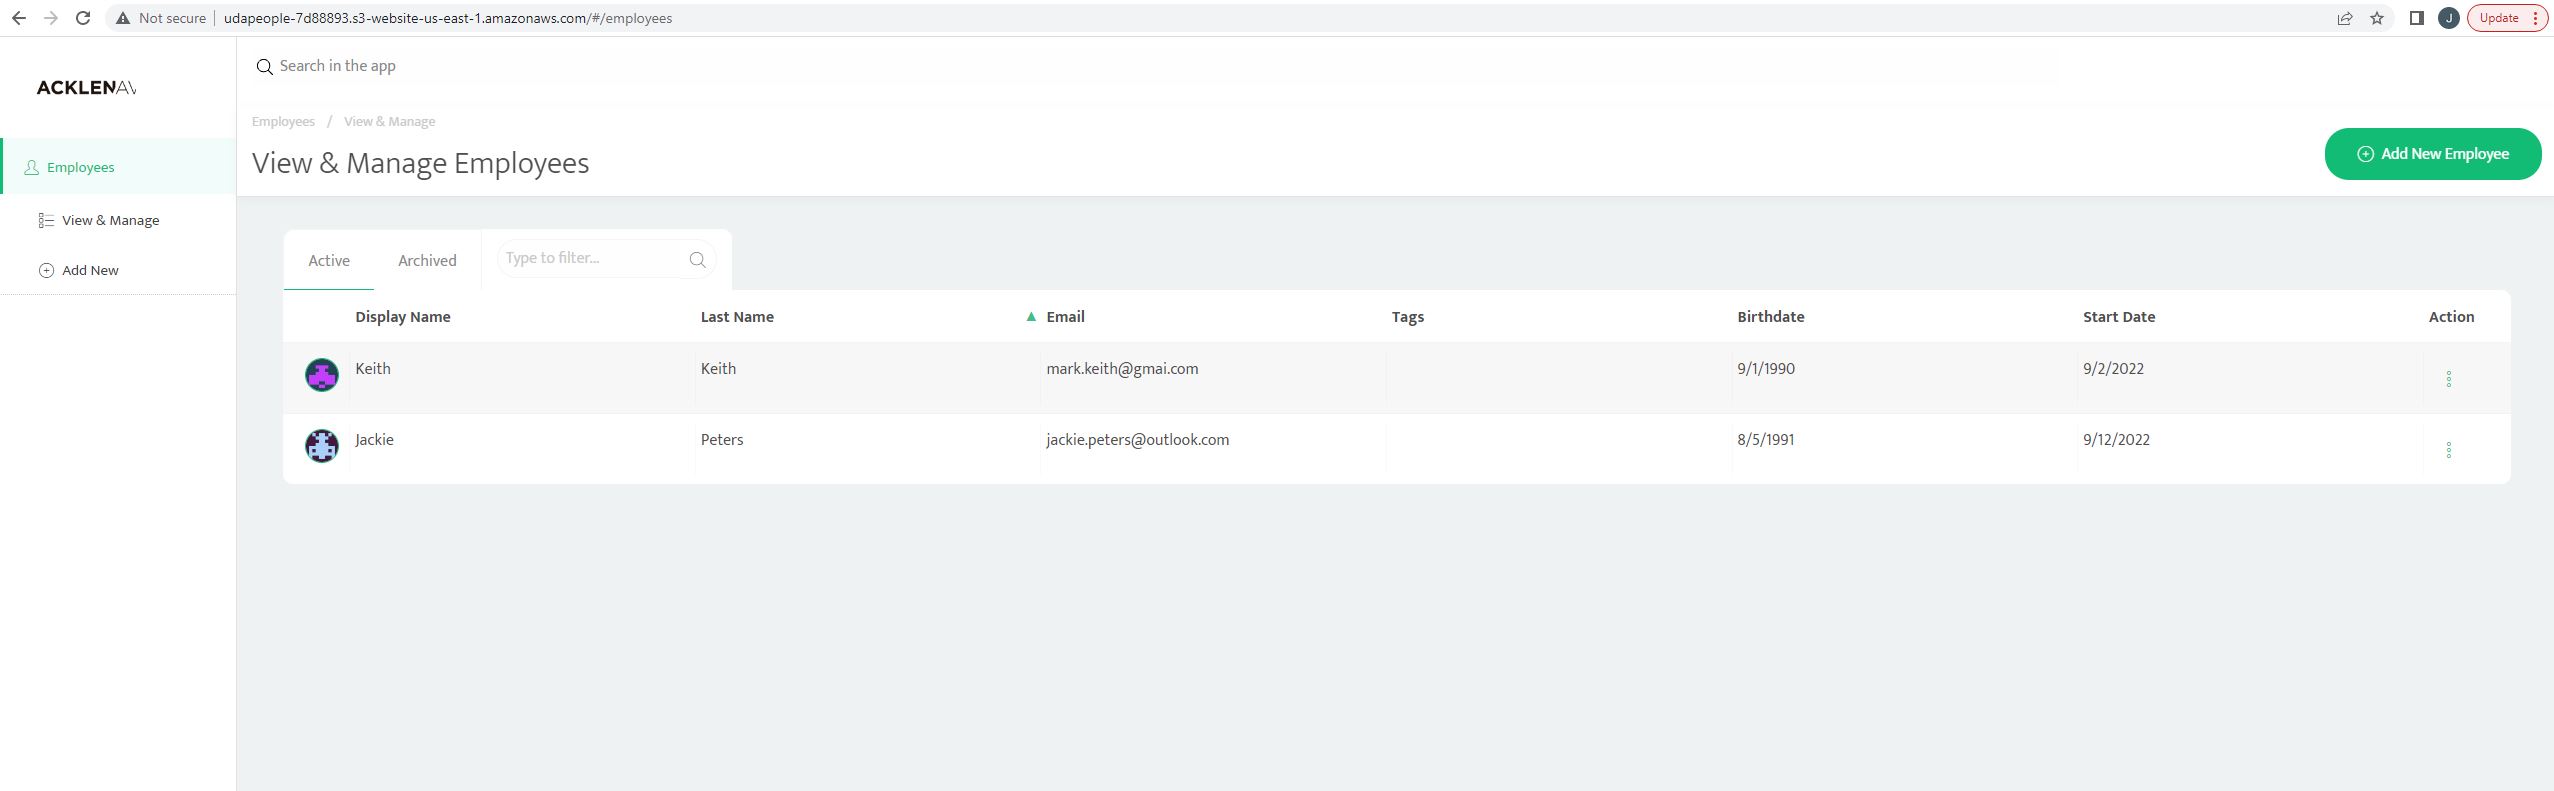 Not secure | udapeople-7d88893.s3-website-us-east-1.amazonaws.com/#/employees J Update
ACKLENAV
Search in the app
Employees / View & Manage
View & Manage Employees
Add New Employee
Employees
View & Manage
Add New
Active Archived Type to filter...
Display Name Last Name ▲ Email Tags Birthdate Start Date Action
Keith Keith mark.keith@gmai.com 9/1/1990 9/2/2022
Jackie Peters jackie.peters@outlook.com 8/5/1991 9/12/2022